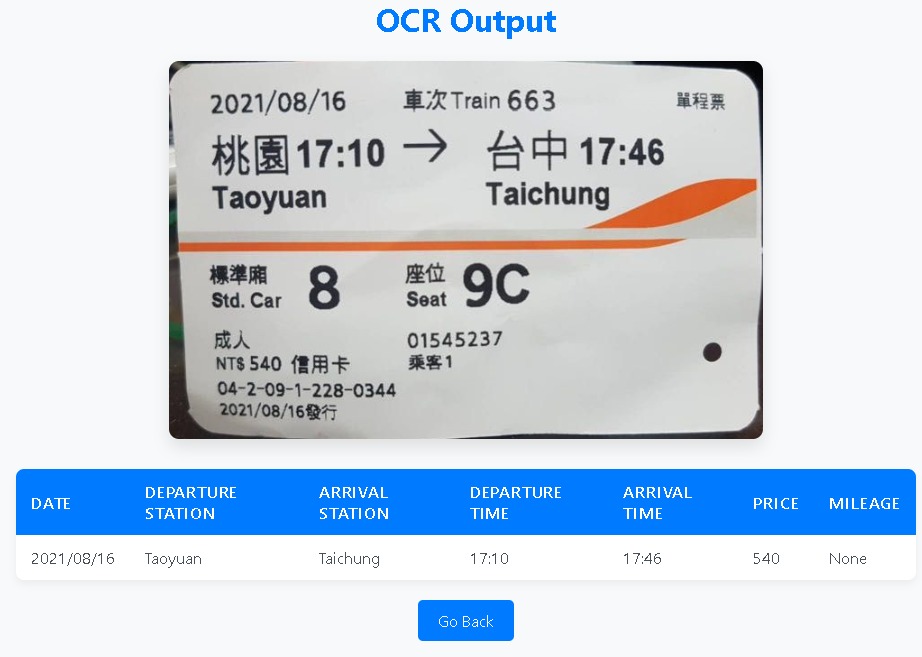 OCR Output
2021/08/16 車次 Train 663 單程票
桃園 17:10 → 台中 17:46
Taoyuan Taichung
標準廂 座位
Std. Car 8 Seat 9C
成人 01545237
NT$ 540 信用卡 乘客1
04-2-09-1-228-0344
2021/08/16發行
DATE DEPARTURE STATION ARRIVAL STATION DEPARTURE TIME ARRIVAL TIME PRICE MILEAGE
2021/08/16 Taoyuan Taichung 17:10 17:46 540 None
Go Back